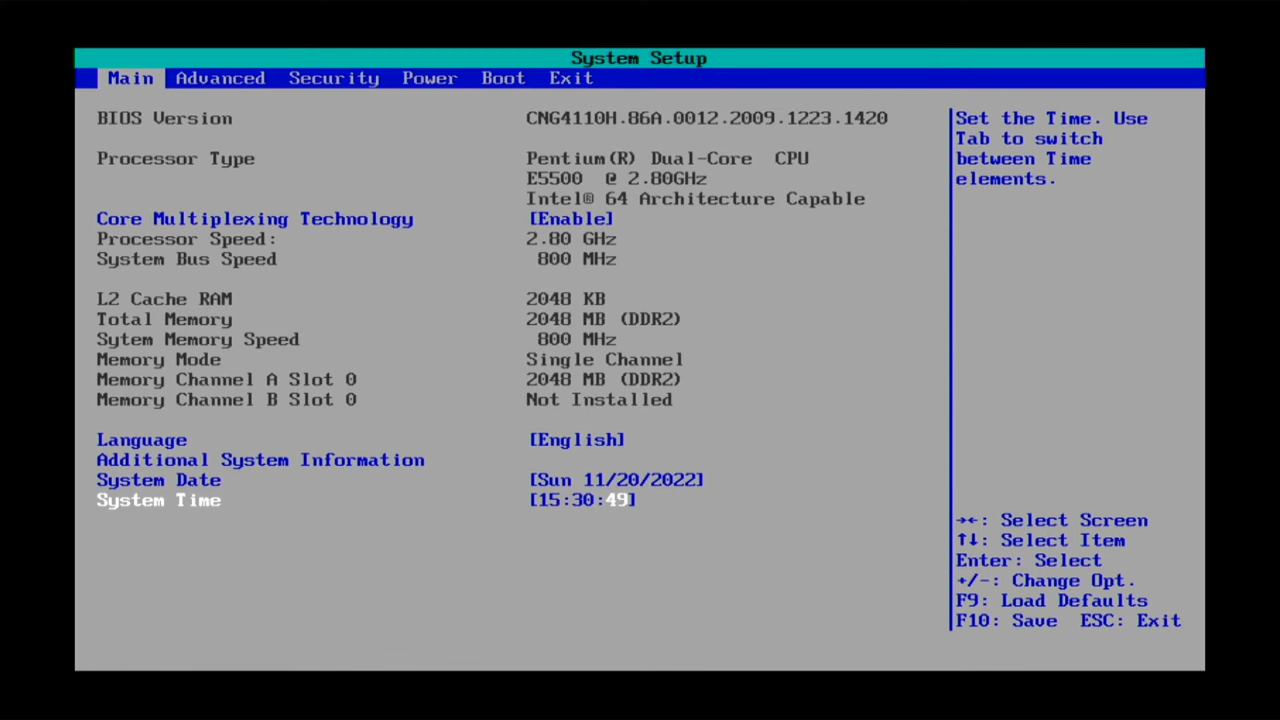 System Setup
Main Advanced Security Power Boot Exit
BIOS Version CNG4110H.86A.0012.2009.1223.1420
Processor Type Pentium(R) Dual-Core CPU
E5500 @ 2.80GHz
Intel® 64 Architecture Capable
Core Multiplexing Technology [Enable]
Processor Speed: 2.80 GHz
System Bus Speed 800 MHz
L2 Cache RAM 2048 KB
Total Memory 2048 MB (DDR2)
Sytem Memory Speed 800 MHz
Memory Mode Single Channel
Memory Channel A Slot 0 2048 MB (DDR2)
Memory Channel B Slot 0 Not Installed
Language [English]
Additional System Information
System Date [Sun 11/20/2022]
System Time [15:30:49]
Set the Time. Use
Tab to switch
between Time
elements.
→←: Select Screen
↑↓: Select Item
Enter: Select
+/-: Change Opt.
F9: Load Defaults
F10: Save ESC: Exit